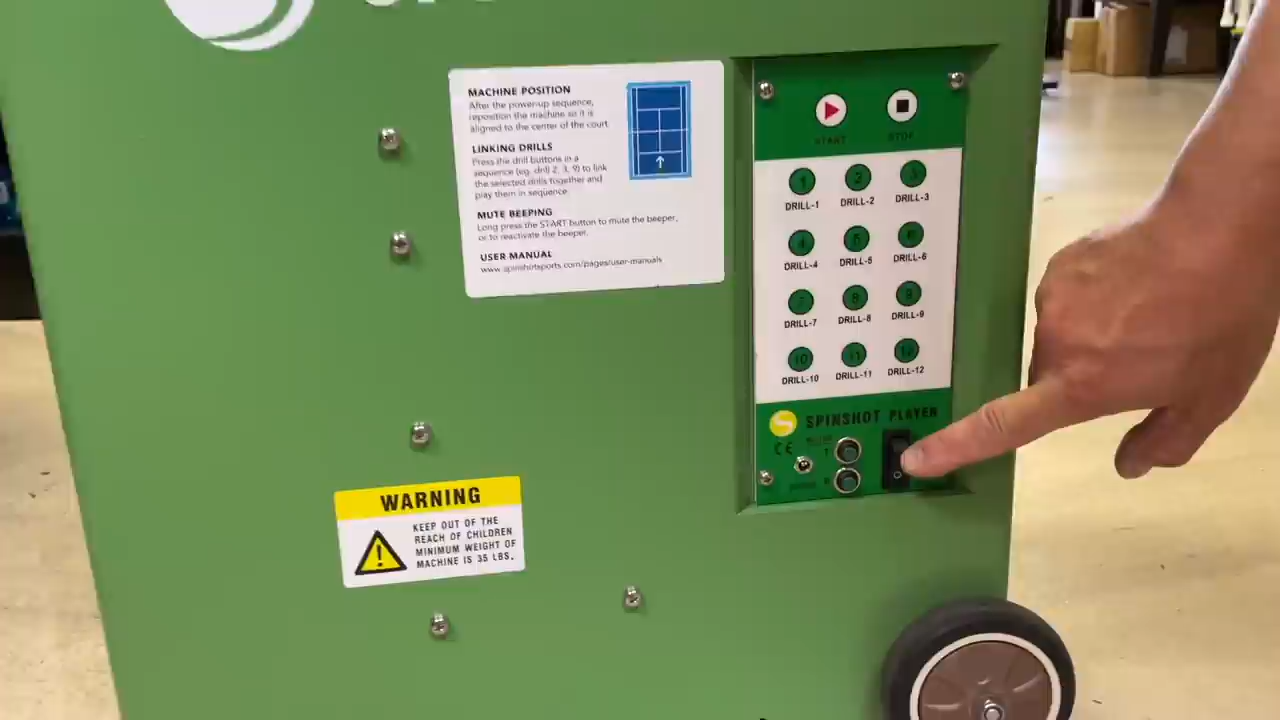 MACHINE POSITION
After the power-up sequence,
reposition the machine so it is
aligned to the center of the court.
LINKING DRILLS
Press the drill buttons in a
sequence (eg. drill 2, 3, 9) to link
the selected drills together and
play them in sequence.
MUTE BEEPING
Long press the START button to mute the beeper,
or to reactivate the beeper.
USER MANUAL
www.spinshotsports.com/pages/user-manuals
START STOP
1 2 3
DRILL-1 DRILL-2 DRILL-3
4 5 6
DRILL-4 DRILL-5 DRILL-6
7 8 9
DRILL-7 DRILL-8 DRILL-9
10 11 12
DRILL-10 DRILL-11 DRILL-12
SPINSHOT PLAYER
CE
WARNING
KEEP OUT OF THE
REACH OF CHILDREN
MINIMUM WEIGHT OF
MACHINE IS 35 LBS.